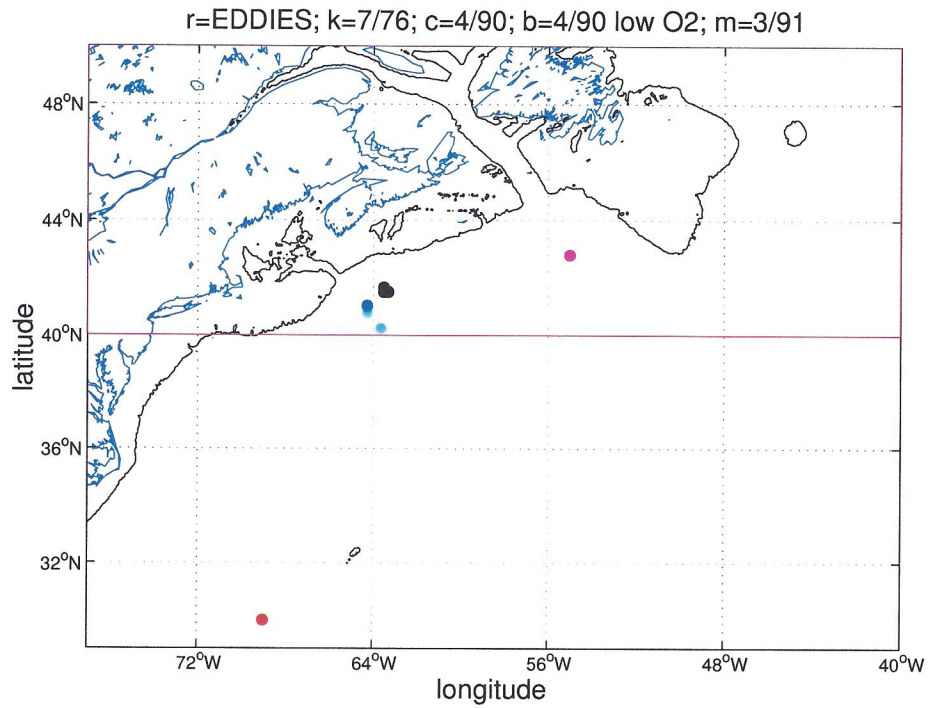 r=EDDIES; k=7/76; c=4/90; b=4/90 low O2; m=3/91
48°N
44°N
40°N
36°N
32°N
latitude
72°W
64°W
56°W
48°W
40°W
longitude